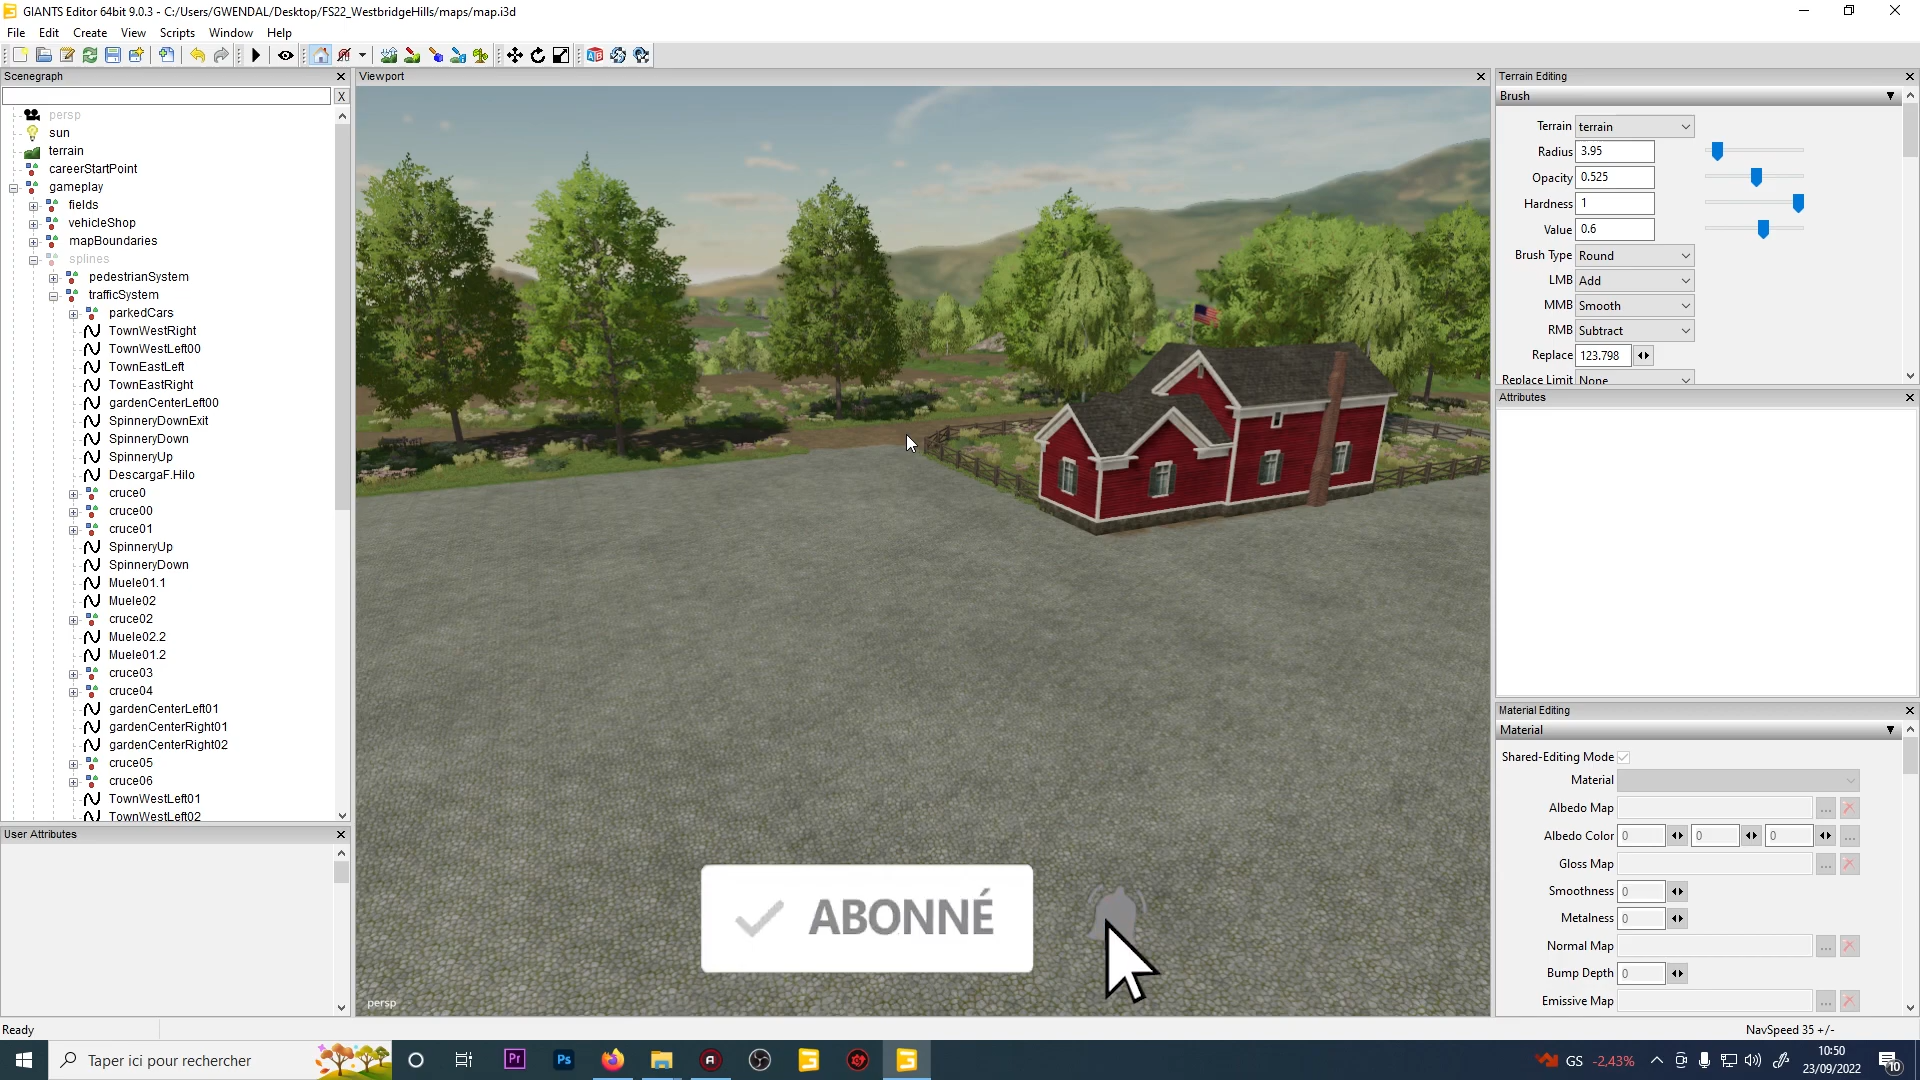 GIANTS Editor 64bit 9.0.3 - C:/Users/GWENDAL/Desktop/FS22_WestbridgeHills/maps/map.i3d
File Edit Create View Scripts Window Help
Scenegraph
X
persp
sun
terrain
careerStartPoint
gameplay
fields
vehicleShop
mapBoundaries
splines
pedestrianSystem
trafficSystem
parkedCars
TownWestRight
TownWestLeft00
TownEastLeft
TownEastRight
gardenCenterLeft00
SpinneryDownExit
SpinneryDown
SpinneryUp
DescargaF.Hilo
cruce0
cruce00
cruce01
SpinneryUp
SpinneryDown
Muele01.1
Muele02
cruce02
Muele02.2
Muele01.2
cruce03
cruce04
gardenCenterLeft01
gardenCenterRight01
gardenCenterRight02
cruce05
cruce06
TownWestLeft01
TownWestLeft02
User Attributes
Viewport
ABONNÉ
persp
Terrain Editing
Brush
Terrain terrain
Radius 3.95
Opacity 0.525
Hardness 1
Value 0.6
Brush Type Round
LMB Add
MMB Smooth
RMB Subtract
Replace 123.798
Replace Limit None
Attributes
Material Editing
Material
Shared-Editing Mode
Material
Albedo Map ...
Albedo Color 0 0 0 ...
Gloss Map ...
Smoothness 0
Metalness 0
Normal Map ...
Bump Depth 0
Emissive Map ...
Ready
NavSpeed 35 +/-
Taper ici pour rechercher
Pr
Ps
GS -2,43%
10:50
23/09/2022
10